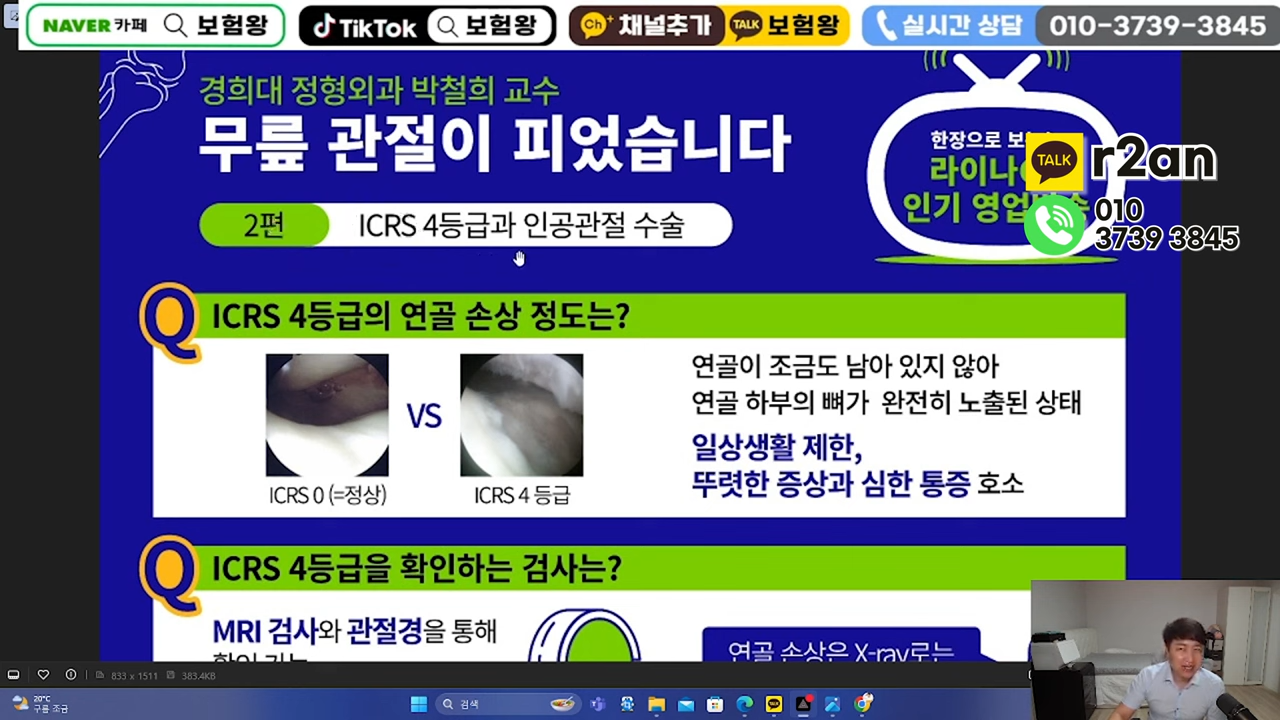 NAVER 카페 보험왕
TikTok 보험왕
Ch+ 채널추가 TALK 보험왕
실시간 상담 010-3739-3845
경희대 정형외과 박철희 교수
무릎 관절이 피었습니다
2편 ICRS 4등급과 인공관절 수술
한장으로
라이나
인기 영업
TALK r2an
010
3739 3845
Q ICRS 4등급의 연골 손상 정도는?
VS
ICRS 0 (=정상)
ICRS 4 등급
연골이 조금도 남아 있지 않아
연골 하부의 뼈가 완전히 노출된 상태
일상생활 제한,
뚜렷한 증상과 심한 통증 호소
Q ICRS 4등급을 확인하는 검사는?
MRI 검사와 관절경을 통해
연골 손상은 X-ray로는
833 x 1511
383.4KB
20°C
구름 조금
검색